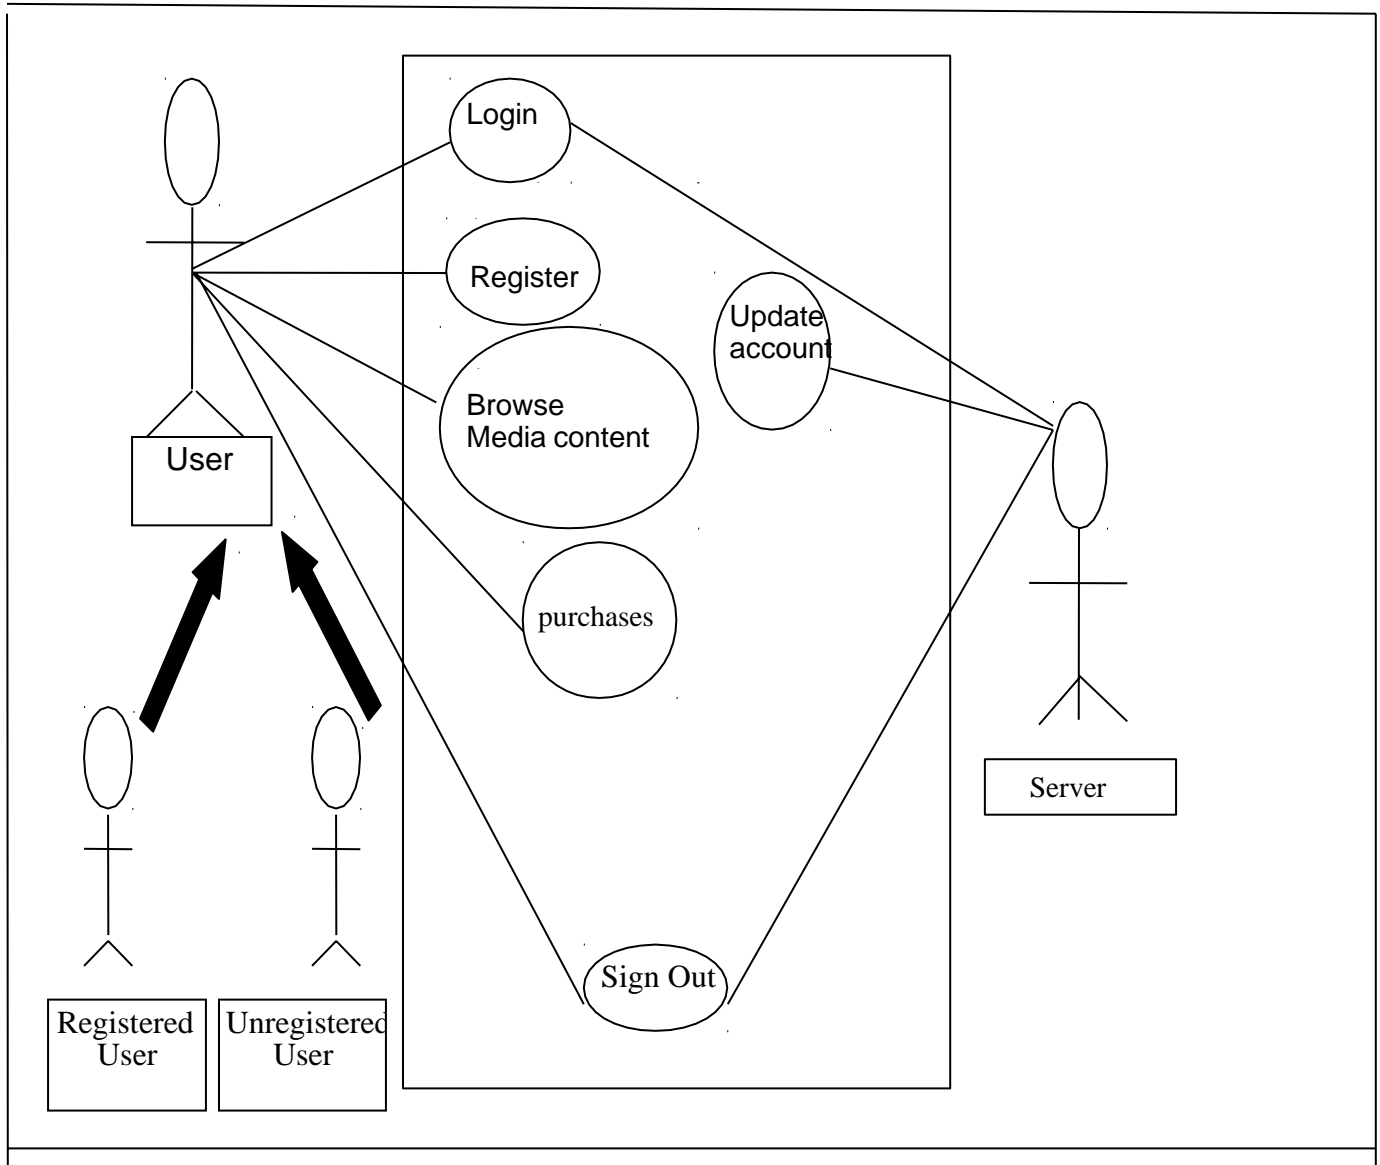 Login
Register
Update
account
Browse
Media content
User
purchases
Server
Sign Out
Registered
User
Unregistered
User